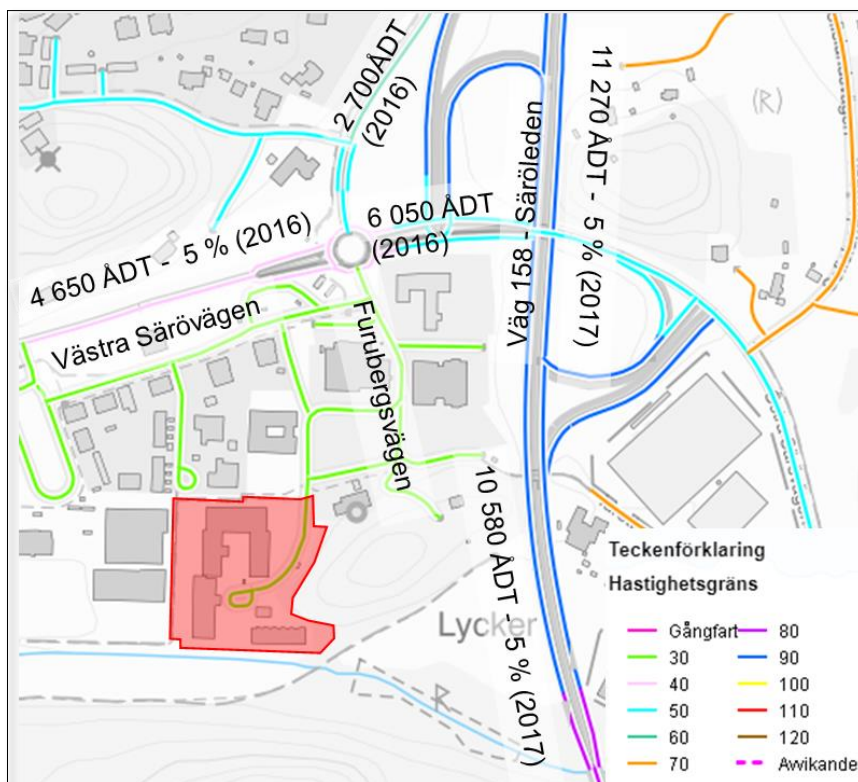 2 700ÅDT
(2016)
11 270 ÅDT - 5 % (2017)
(R)
6 050 ÅDT
(2016)
4 650 ÅDT - 5 % (2016)
Väg 158 - Säröleden
Västra Särövägen
Furubergsvägen
10 580 ÅDT - 5 % (2017)
Lycker
R
Teckenförklaring
Hastighetsgräns
Gångfart
30
40
50
60
70
80
90
100
110
120
Avvikande